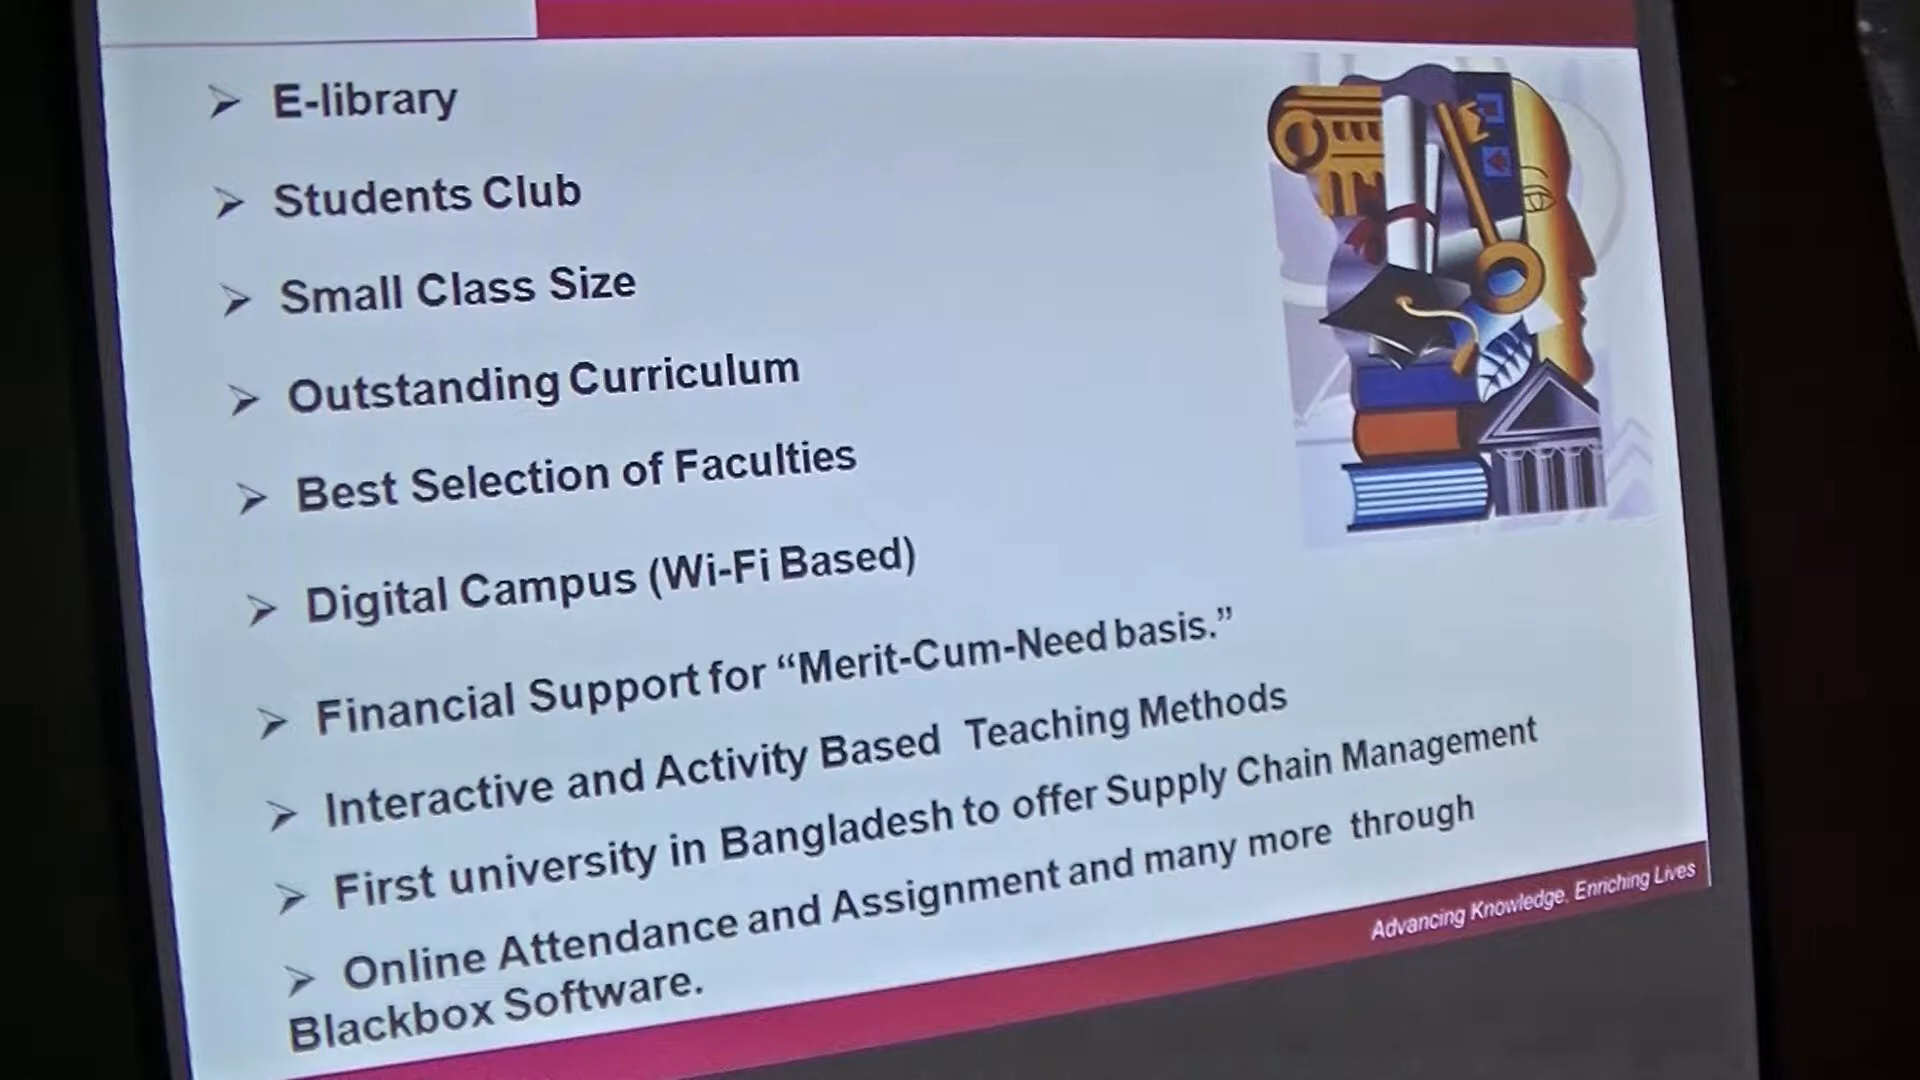 ➢ E-library
➢ Students Club
➢ Small Class Size
➢ Outstanding Curriculum
➢ Best Selection of Faculties
➢ Digital Campus (Wi-Fi Based)
➢ Financial Support for “Merit-Cum-Need basis.”
➢ Interactive and Activity Based Teaching Methods
➢ First university in Bangladesh to offer Supply Chain Management
➢ Online Attendance and Assignment and many more through
Blackbox Software.
Advancing Knowledge. Enriching Lives